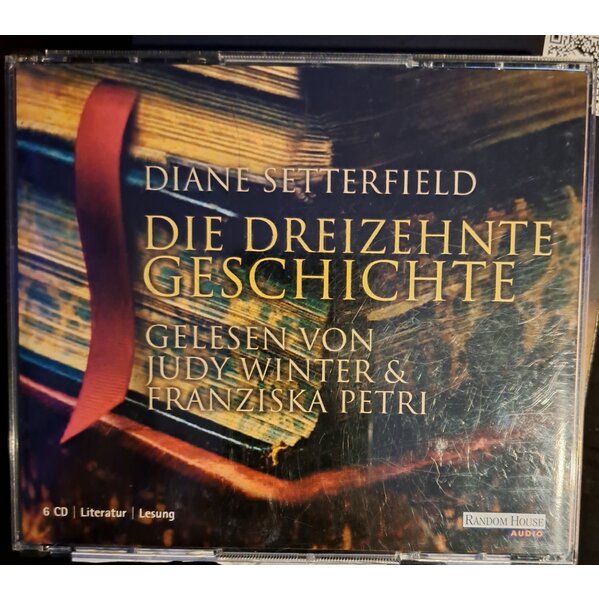 DIANE SETTERFIELD
DIE DREIZEHNTE
GESCHICHTE
GELESEN VON
JUDY WINTER &
FRANZISKA PETRI
6 CD | Literatur | Lesung
RANDOM HOUSE
AUDIO